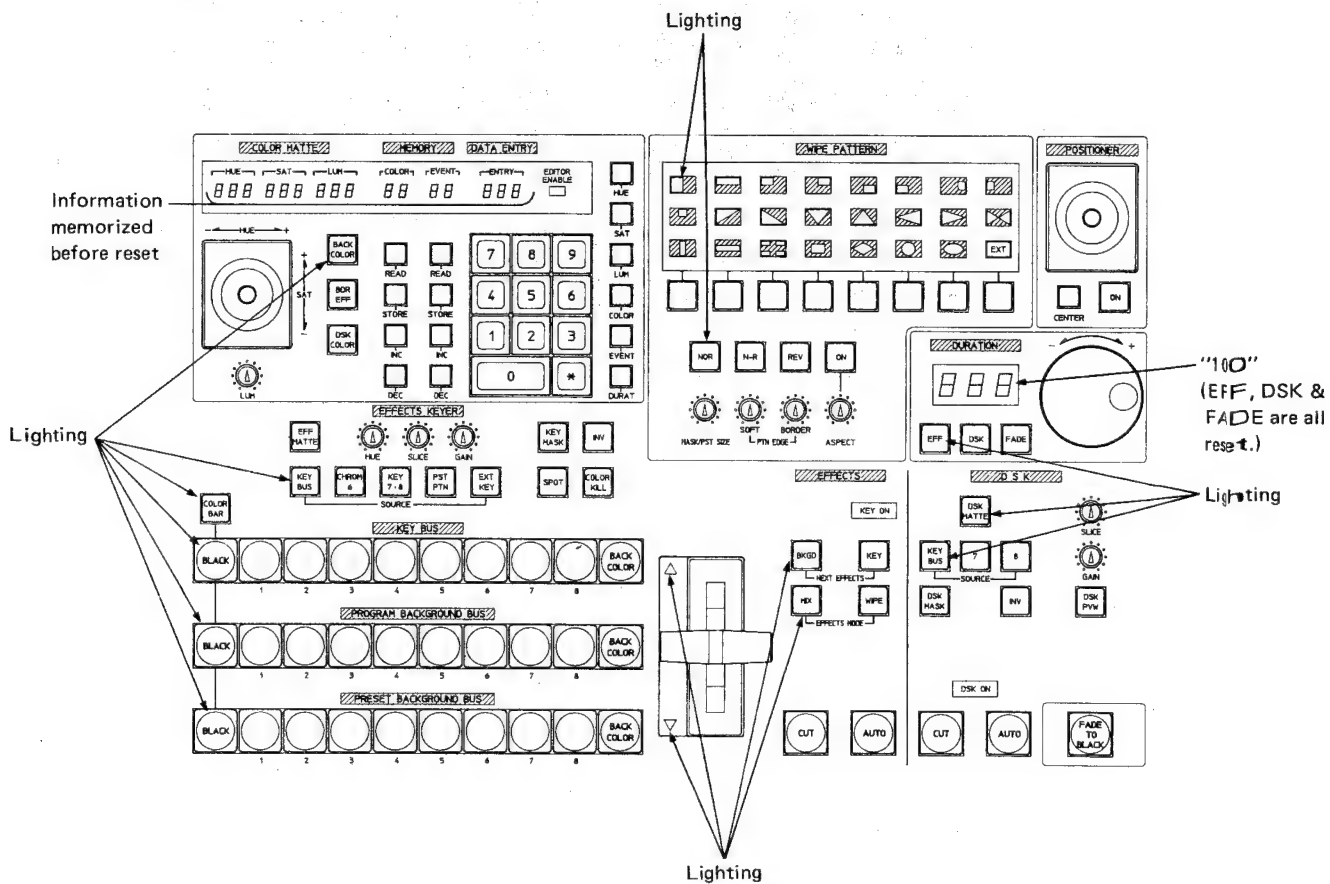 Lighting
COLOR MATTE MEMORY DATA ENTRY
HUE SAT LUM COLOR EVENT ENTRY EDITOR ENABLE
888 888 888 88 88 888
Information
memorized
before reset
- HUE +
+
SAT
-
LUM
BACK COLOR
BOR EFF
DSK COLOR
READ READ
STORE STORE
INC INC
DEC DEC
7 8 9
4 5 6
1 2 3
0 *
HUE
SAT
LUM
COLOR
EVENT
DURAT
WIPE PATTERN
EXT
NOR N-R REV ON
MASK/PST SIZE SOFT BORDER ASPECT
PTN EDGE
POSITIONER
CENTER ON
DURATION
- +
888
EFF DSK FADE
"100"
(EFF, DSK &
FADE are all
reset.)
Lighting
EFFECTS KEYER
EFF MATTE HUE SLICE GAIN KEY MASK INV
KEY BUS CHROM 6 KEY 7·8 PST PTN EXT KEY SPOT COLOR KILL
SOURCE
Lighting
COLOR BAR
KEY BUS
BLACK BACK COLOR
1 2 3 4 5 6 7 8
PROGRAM BACKGROUND BUS
BLACK BACK COLOR
1 2 3 4 5 6 7 8
PRESET BACKGROUND BUS
BLACK BACK COLOR
1 2 3 4 5 6 7 8
EFFECTS
KEY ON
BKGD KEY
NEXT EFFECTS
MIX WIPE
EFFECTS MODE
CUT AUTO
D S K
DSK MATTE SLICE
KEY BUS 7 8 GAIN
SOURCE
DSK MASK INV DSK PVW
DSK ON
CUT AUTO FADE TO BLACK
Lighting